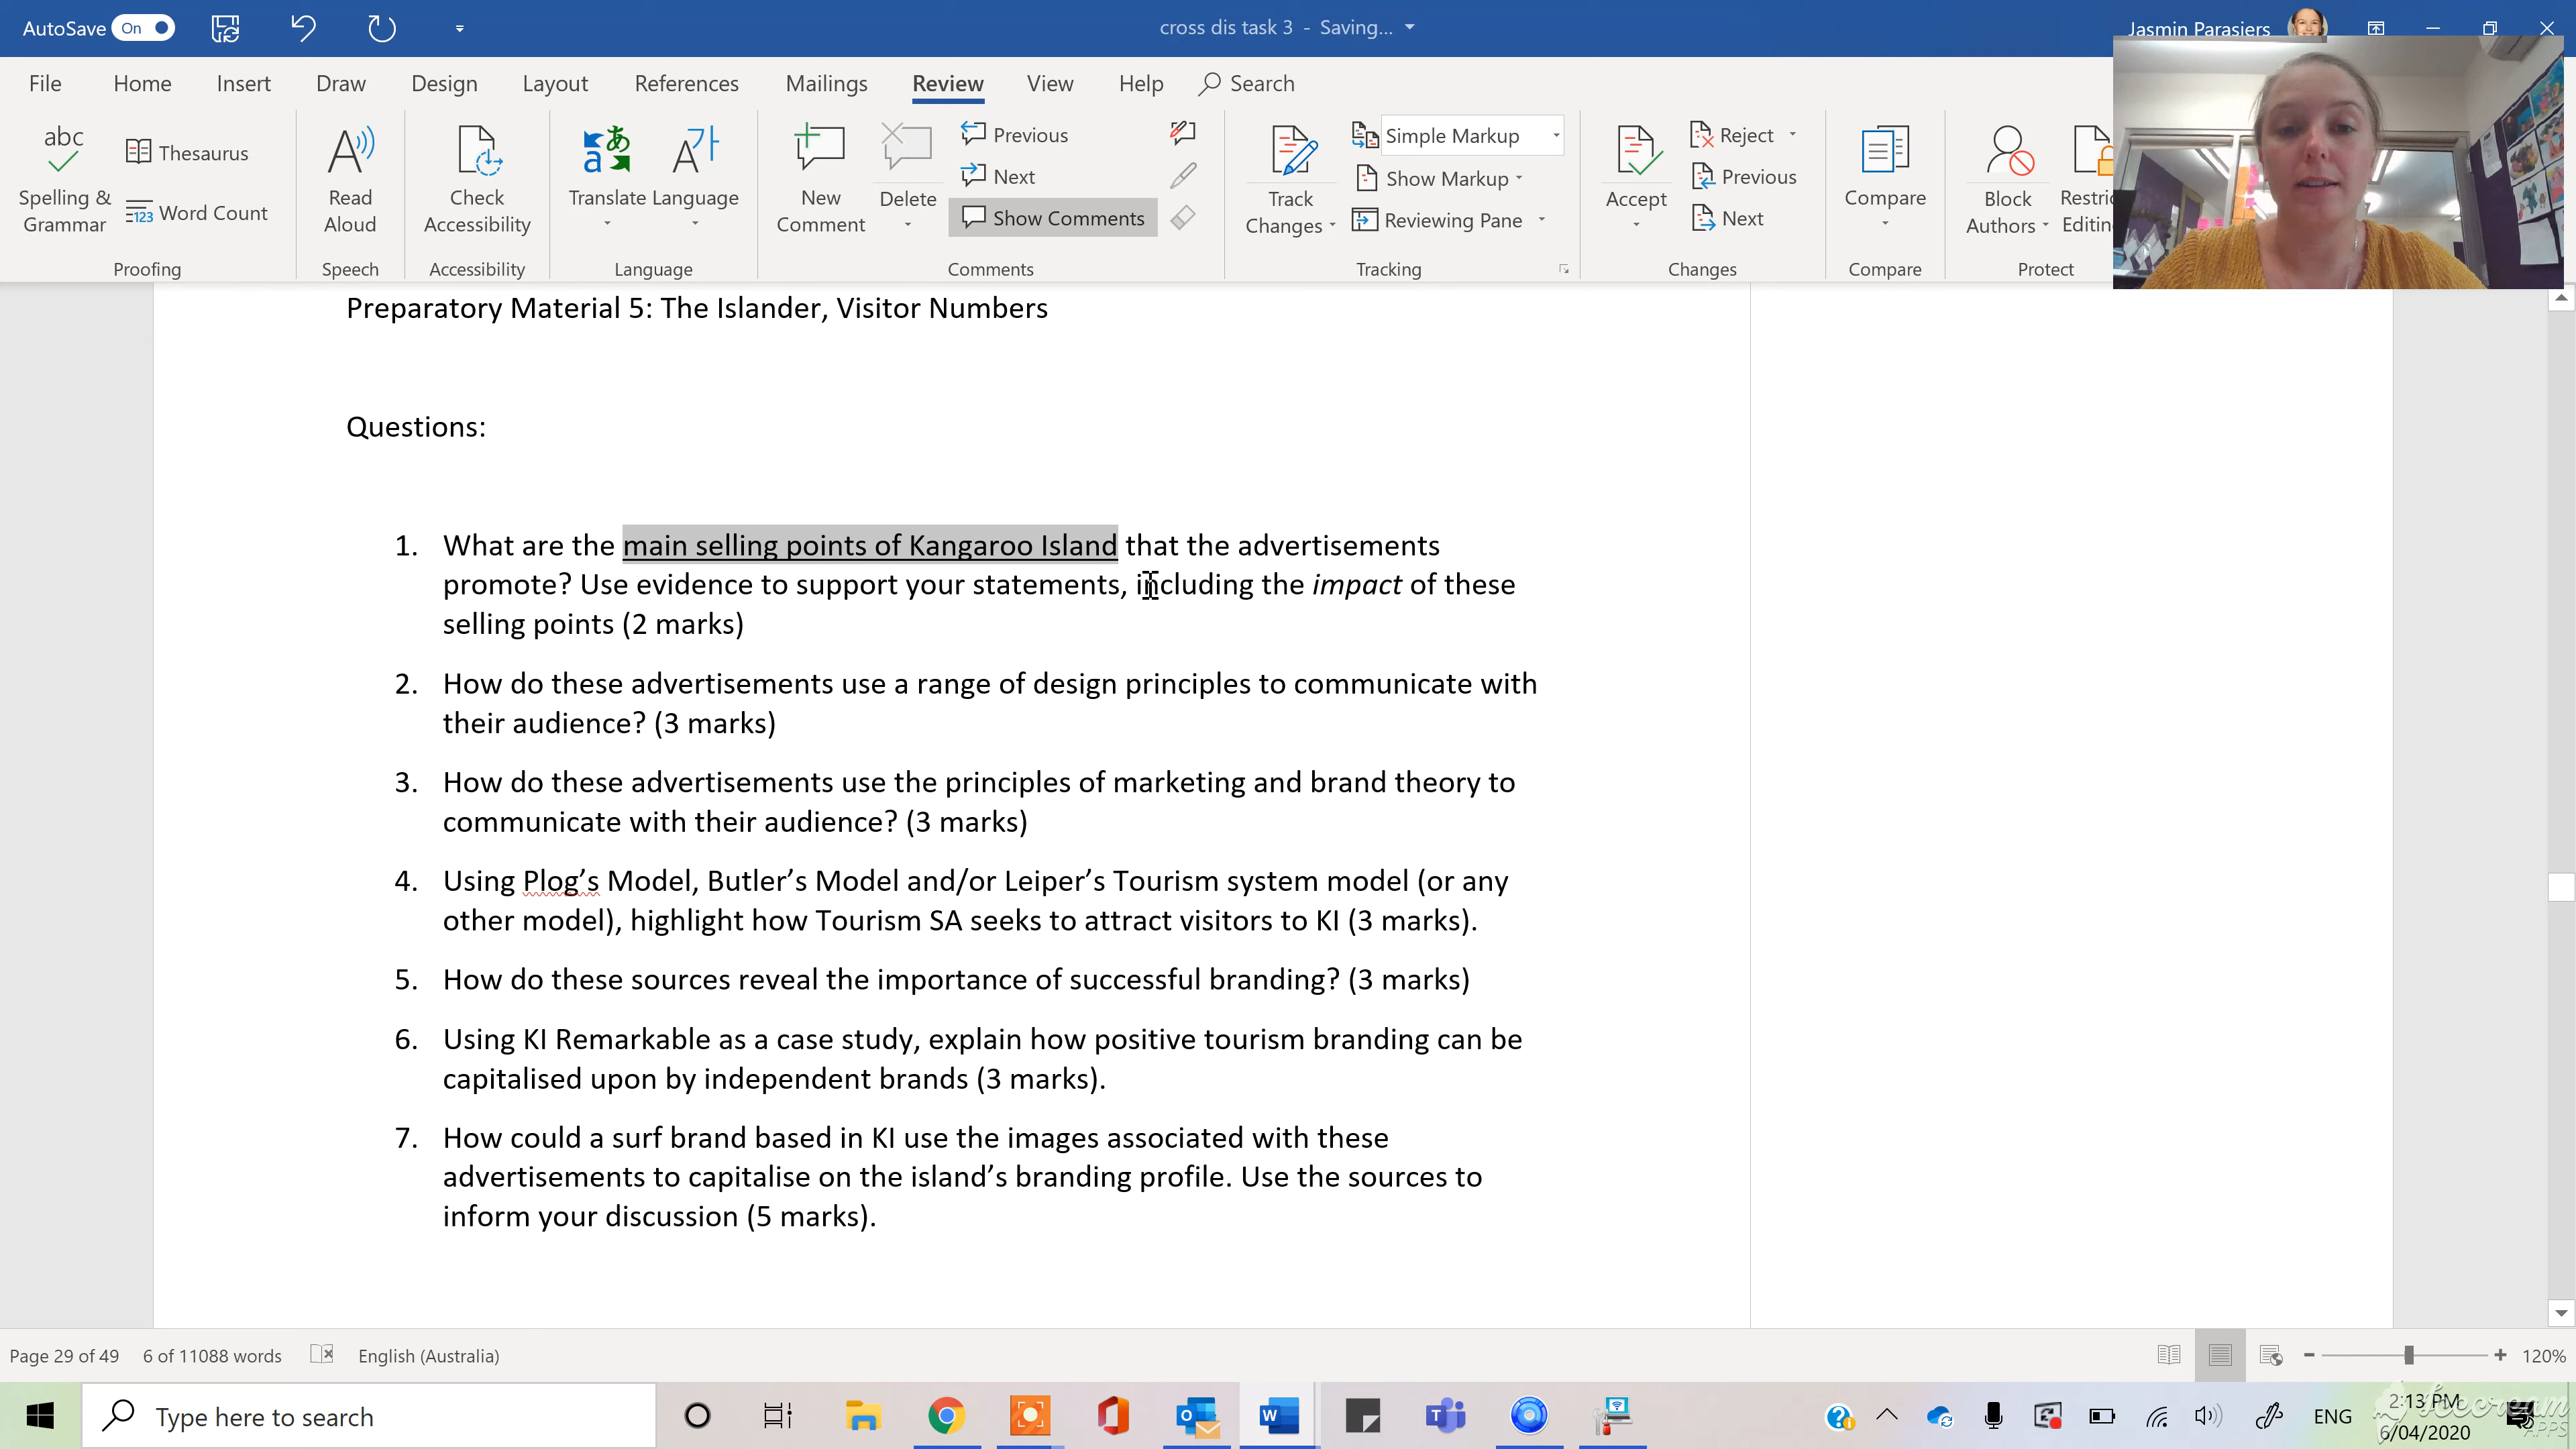 AutoSave On cross dis task 3 - Saving... Jasmin Parasiers
File Home Insert Draw Design Layout References Mailings Review View Help Search
abc
Spelling & Grammar
Thesaurus
123 Word Count
Proofing
Read Aloud
Speech
Check Accessibility
Accessibility
Translate
Language
Language
New Comment
Delete
Previous
Next
Show Comments
Comments
Track Changes
Simple Markup
Show Markup
Reviewing Pane
Tracking
Accept
Reject
Previous
Next
Changes
Compare
Compare
Block Authors
Restri
Editin
Protect
Preparatory Material 5: The Islander, Visitor Numbers
Questions:
1. What are the main selling points of Kangaroo Island that the advertisements
promote? Use evidence to support your statements, including the impact of these
selling points (2 marks)
2. How do these advertisements use a range of design principles to communicate with
their audience? (3 marks)
3. How do these advertisements use the principles of marketing and brand theory to
communicate with their audience? (3 marks)
4. Using Plog's Model, Butler's Model and/or Leiper's Tourism system model (or any
other model), highlight how Tourism SA seeks to attract visitors to KI (3 marks).
5. How do these sources reveal the importance of successful branding? (3 marks)
6. Using KI Remarkable as a case study, explain how positive tourism branding can be
capitalised upon by independent brands (3 marks).
7. How could a surf brand based in KI use the images associated with these
advertisements to capitalise on the island's branding profile. Use the sources to
inform your discussion (5 marks).
Page 29 of 49 6 of 11088 words English (Australia) 120%
Type here to search
ENG
2:13 PM
6/04/2020
Icecream
APPS